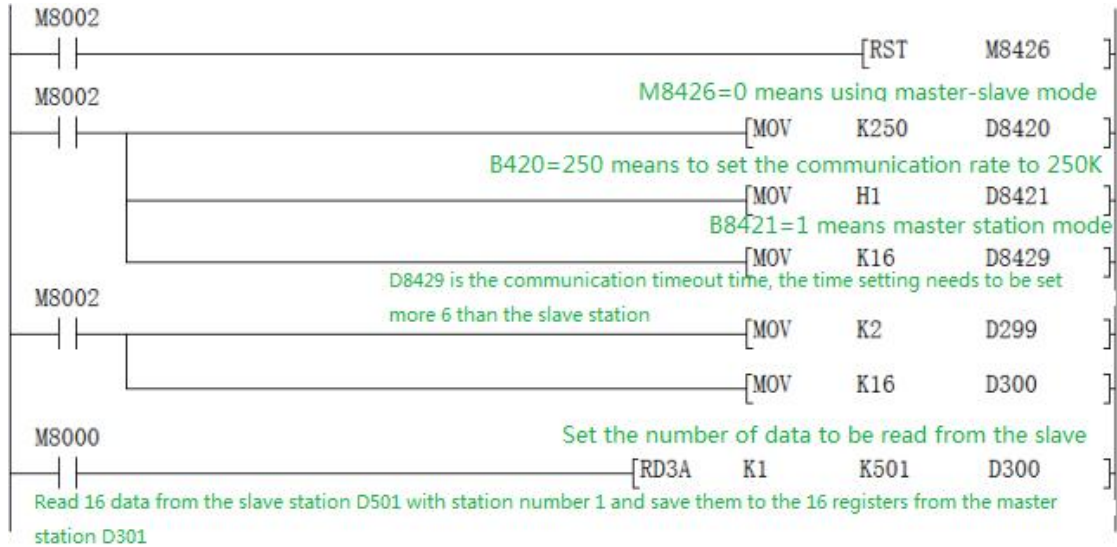 M8002
[RST M8426 ]
M8426=0 means using master-slave mode
M8002
[MOV K250 D8420 ]
B420=250 means to set the communication rate to 250K
[MOV H1 D8421 ]
B8421=1 means master station mode
[MOV K16 D8429 ]
D8429 is the communication timeout time, the time setting needs to be set
more 6 than the slave station
M8002
[MOV K2 D299 ]
[MOV K16 D300 ]
Set the number of data to be read from the slave
M8000
[RD3A K1 K501 D300 ]
Read 16 data from the slave station D501 with station number 1 and save them to the 16 registers from the master
station D301